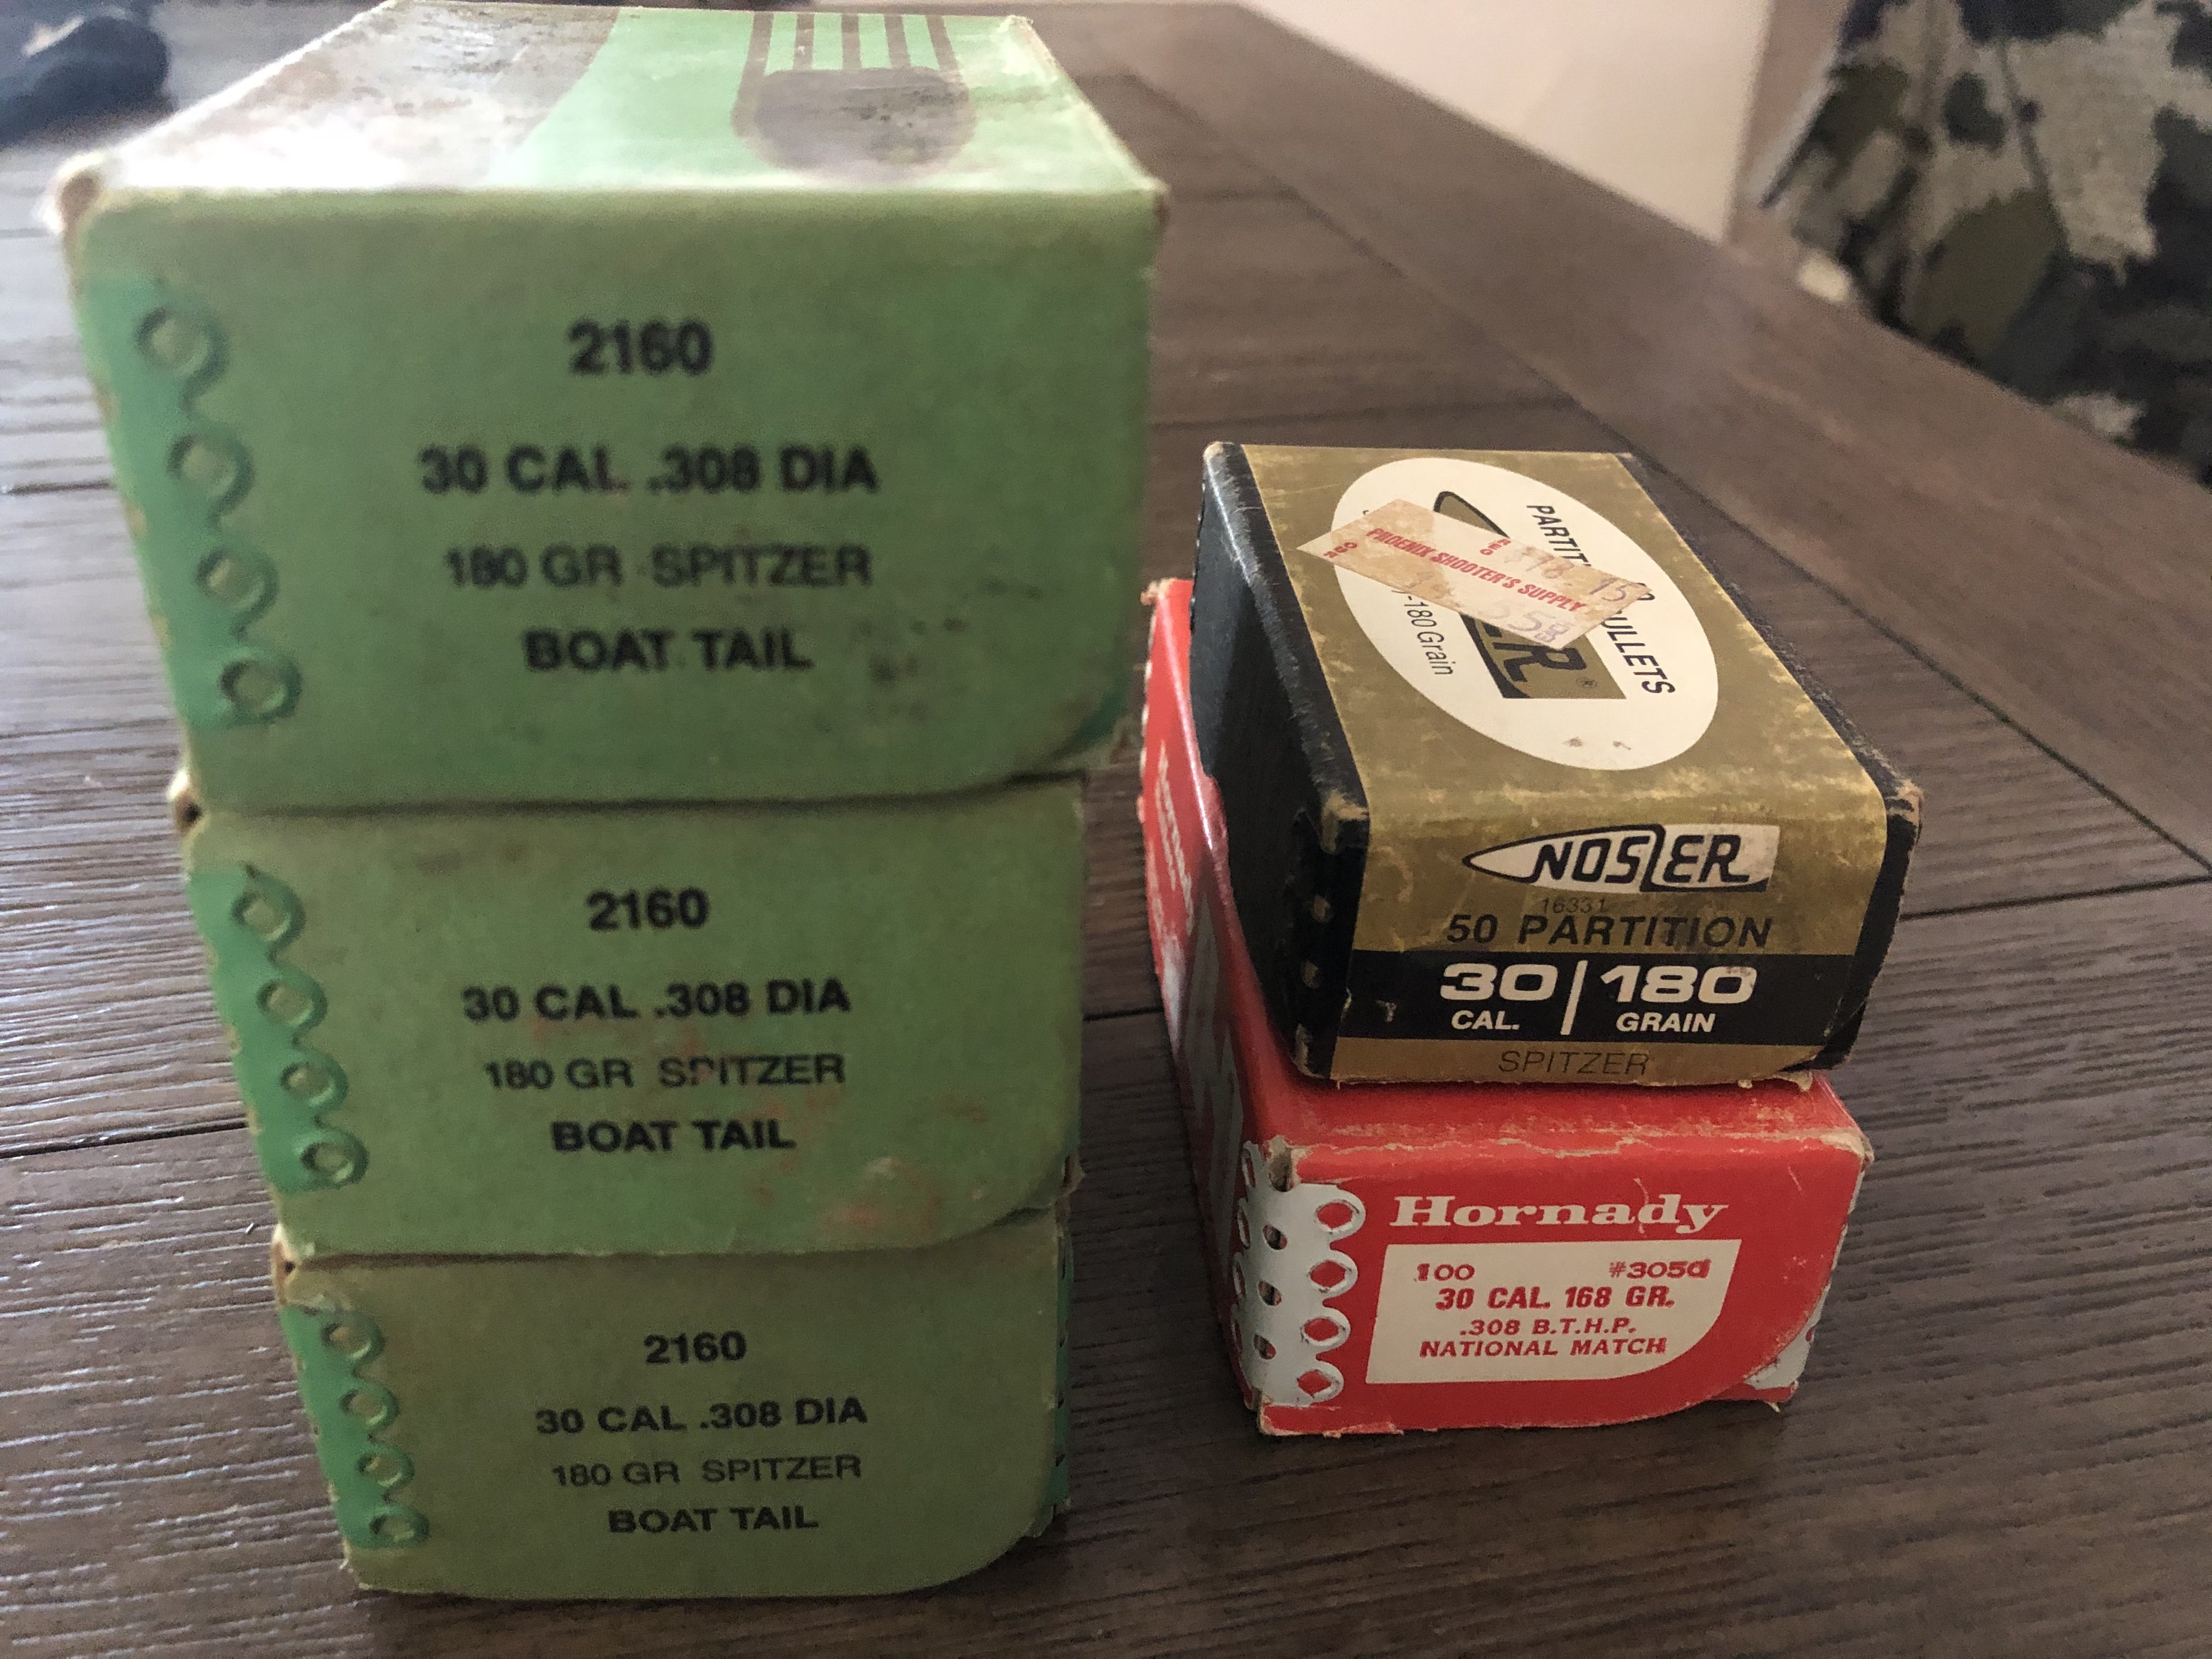 2160
30 CAL .308 DIA
180 GR SPITZER
BOAT TAIL
2160
30 CAL .308 DIA
180 GR SPITZER
BOAT TAIL
2160
30 CAL .308 DIA
180 GR SPITZER
BOAT TAIL
PHOENIX SHOOTER'S SUPPLY
-180 Grain
NOSLER
16331
50 PARTITION
30 | 180
CAL. GRAIN
SPITZER
Hornady
100 #3050
30 CAL. 168 GR.
.308 B.T.H.P.
NATIONAL MATCH